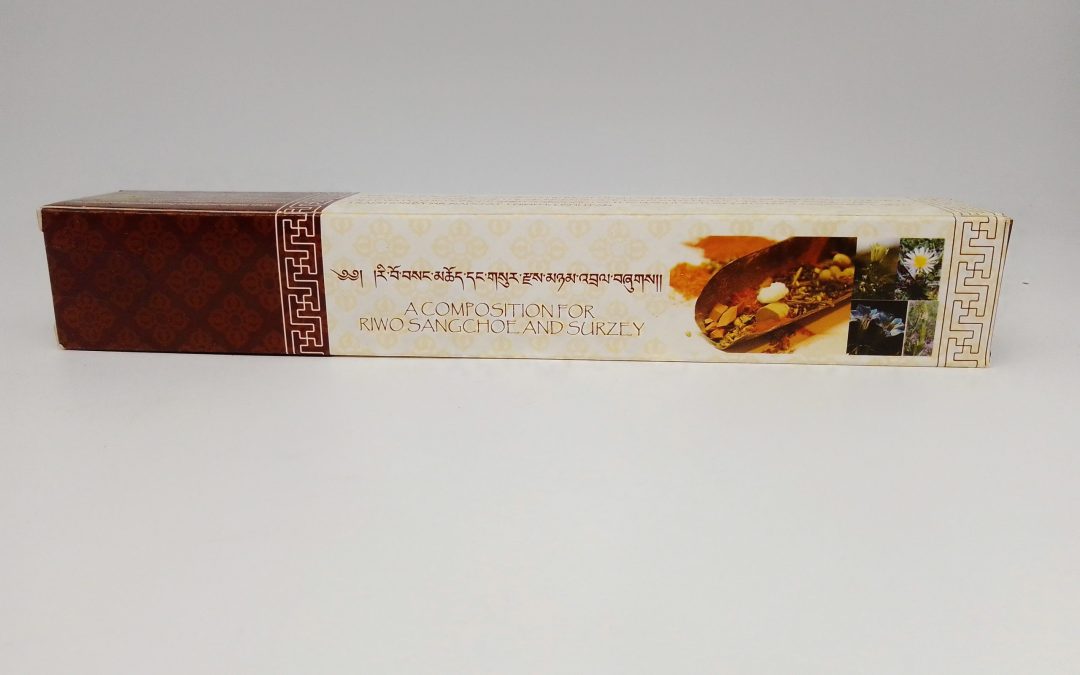 ༄༅། །རི་བོ་བསང་མཆོད་དང་གསུར་རྫས་མཉམ་འབྲལ་བཞུགས།།
A COMPOSITION FOR
RIWO SANGCHOE AND SURZEY